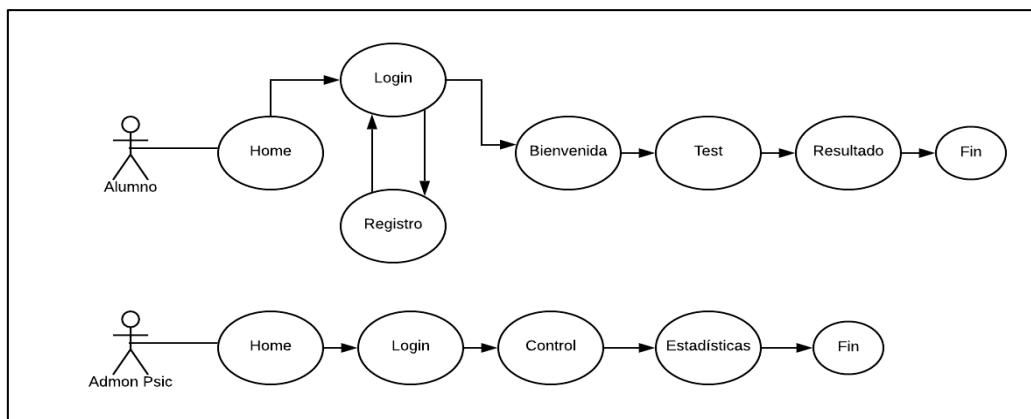 Login
Home
Bienvenida
Test
Resultado
Fin
Alumno
Registro
Home
Login
Control
Estadísticas
Fin
Admon Psic